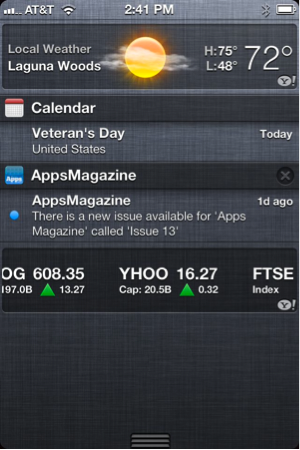 AT&T 2:41 PM
Local Weather
Laguna Woods
H: 75°
L: 48°
72°
Y!
Calendar
Veteran's Day Today
United States
Apps AppsMagazine
AppsMagazine 1d ago
There is a new issue available for 'Apps
Magazine' called 'Issue 13'
OG 608.35 YHOO 16.27 FTSE
197.0B 13.27 Cap: 20.5B 0.32 Index
Y!